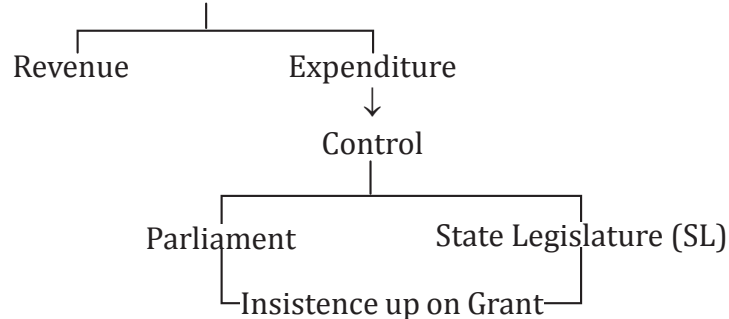 Revenue Expenditure
Control
Parliament State Legislature (SL)
Insistence up on Grant